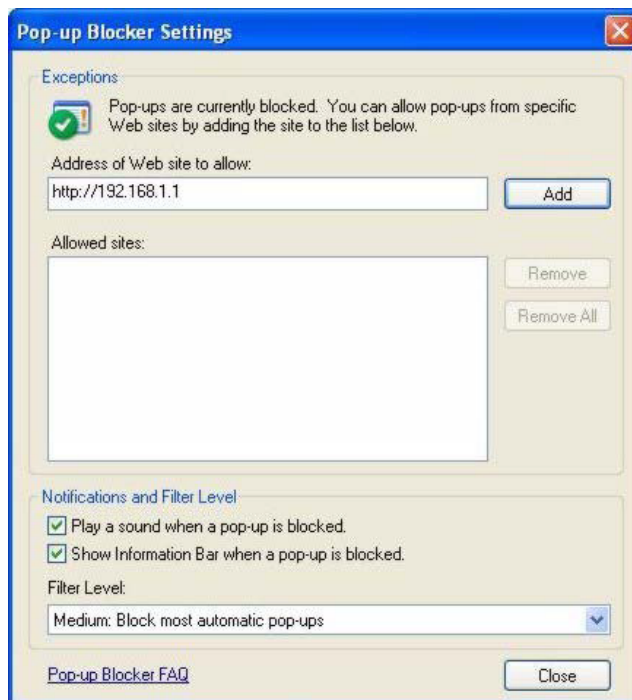 Pop-up Blocker Settings
Exceptions
Pop-ups are currently blocked. You can allow pop-ups from specific
Web sites by adding the site to the list below.
Address of Web site to allow:
http://192.168.1.1
Add
Allowed sites:
Remove
Remove All
Notifications and Filter Level
Play a sound when a pop-up is blocked.
Show Information Bar when a pop-up is blocked.
Filter Level:
Medium: Block most automatic pop-ups
Pop-up Blocker FAQ
Close